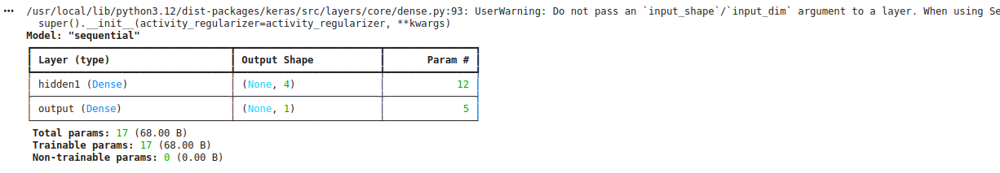 /usr/local/lib/python3.12/dist-packages/keras/src/layers/core/dense.py:93: UserWarning: Do not pass an `input_shape`/`input_dim` argument to a layer. When using Se
super().__init__(activity_regularizer=activity_regularizer, **kwargs)
Model: "sequential"
Layer (type) Output Shape Param #
hidden1 (Dense) (None, 4) 12
output (Dense) (None, 1) 5
Total params: 17 (68.00 B)
Trainable params: 17 (68.00 B)
Non-trainable params: 0 (0.00 B)